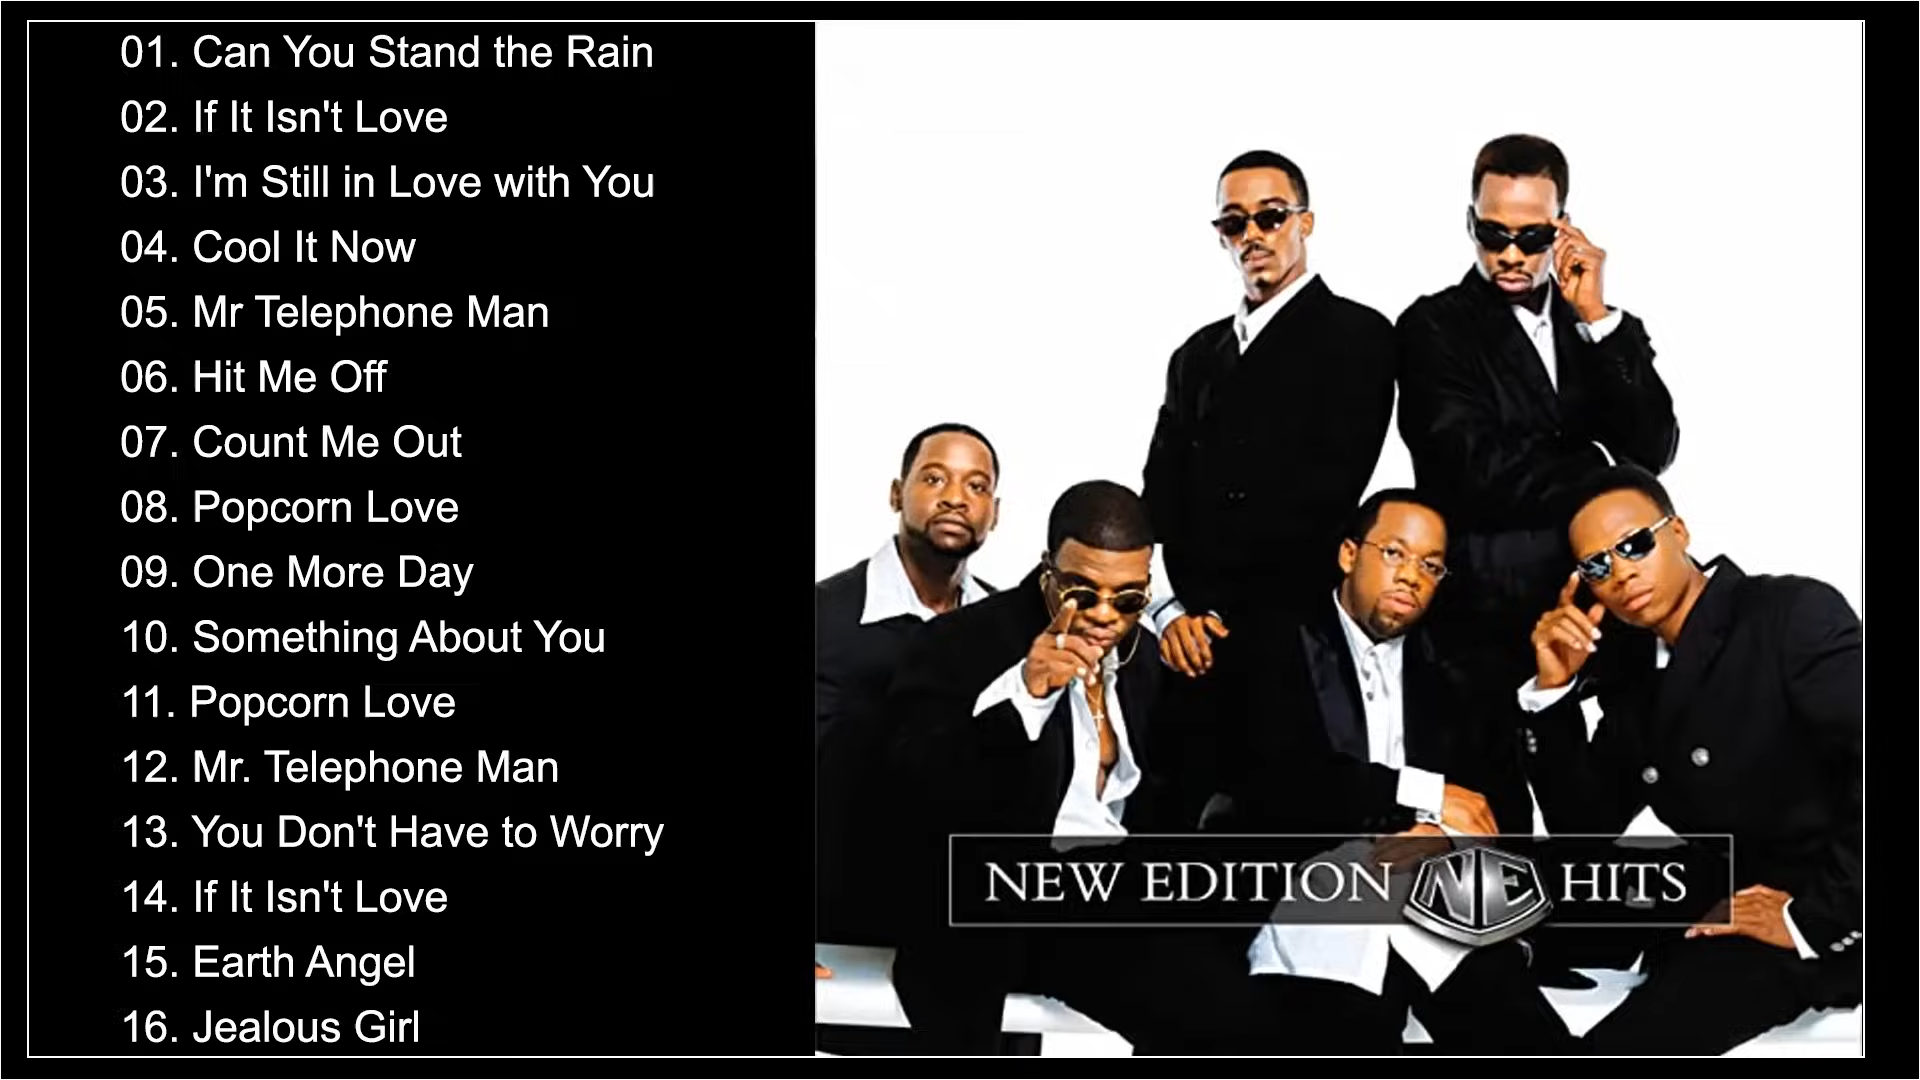 01. Can You Stand the Rain
02. If It Isn't Love
03. I'm Still in Love with You
04. Cool It Now
05. Mr Telephone Man
06. Hit Me Off
07. Count Me Out
08. Popcorn Love
09. One More Day
10. Something About You
11. Popcorn Love
12. Mr. Telephone Man
13. You Don't Have to Worry
14. If It Isn't Love
15. Earth Angel
16. Jealous Girl
NEW EDITION NE HITS